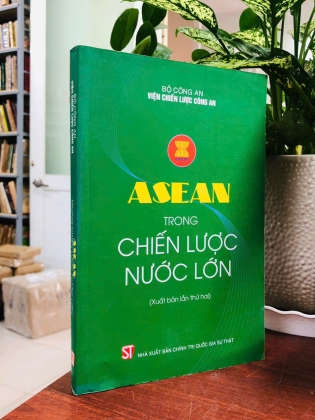 BỘ CÔNG AN
VIỆN CHIẾN LƯỢC CÔNG AN
ASEAN
TRONG
CHIẾN LƯỢC
NƯỚC LỚN
(Xuất bản lần thứ hai)
ST NHÀ XUẤT BẢN CHÍNH TRỊ QUỐC GIA SỰ THẬT